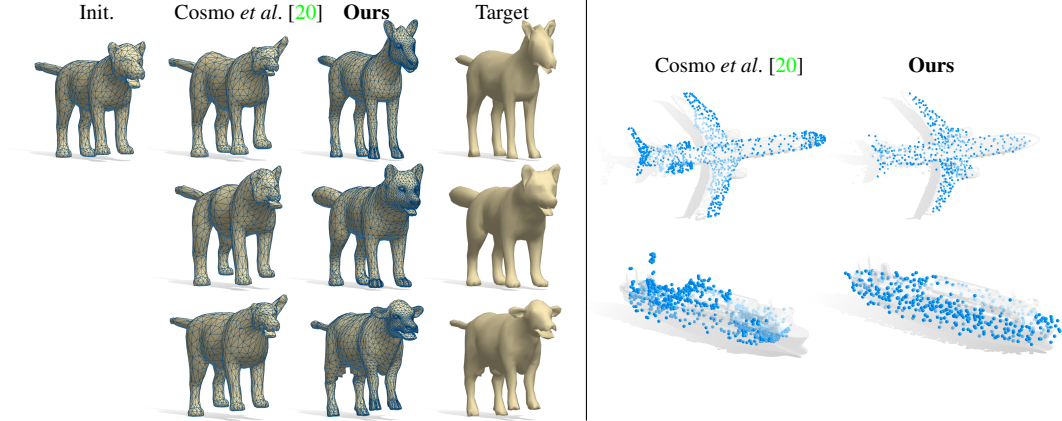 Init. Cosmo et al. [20] Ours Target
Cosmo et al. [20] Ours